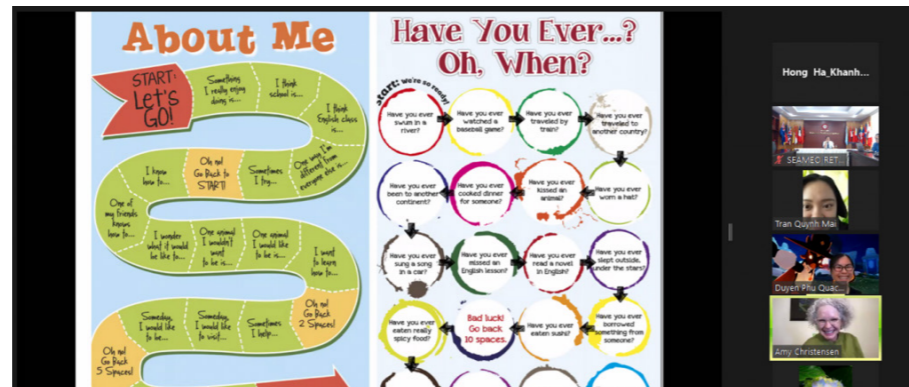 About Me
START:
Let's
GO!
Something
I really enjoy
doing is...
I think
school is...
I think
English class
is...
One way I'm
different from
everyone else is...
Sometimes
I try...
Oh no!
Go Back to
START!
I know
how to...
One of
my friends
knows
how to...
I wonder
what it would
be like to...
One animal
I wouldn't
want
to be is...
One animal
I would like
to be is...
I want
to learn
how to...
Oh no!
Go Back
2 Spaces!
Sometimes
I help...
Someday,
I would like
to visit...
Someday
I would like
to be...
Oh no!
Go Back
5 Spaces!
Have You Ever...?
Oh, When?
start: we're so ready!
Have you ever
swum in a
river?
Have you ever
watched a
baseball game?
Have you ever
traveled by
train?
Have you ever
traveled to
another country?
Have you ever
worn a hat?
Have you ever
kissed an
animal?
Have you ever
cooked dinner
for someone?
Have you ever
been to another
continent?
Have you ever
sung a song
in a car?
Have you ever
missed an
English lesson?
Have you ever
read a novel
in English?
Have you ever
slept outside,
under the stars?
Have you ever
borrowed
something from
someone?
Have you ever
eaten sushi?
Bad luck!
Go back
10 spaces.
Have you ever
eaten really
spicy food?
Hong Ha_Khanh...
SEAMEO RET...
Tran Quynh Mai
Duyen Phu Quac...
Amy Christensen